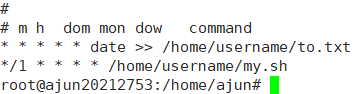 #
# m h  dom mon dow   command
* * * * * date >> /home/username/to.txt
*/1 * * * * /home/username/my.sh
root@ajun20212753:/home/ajun#